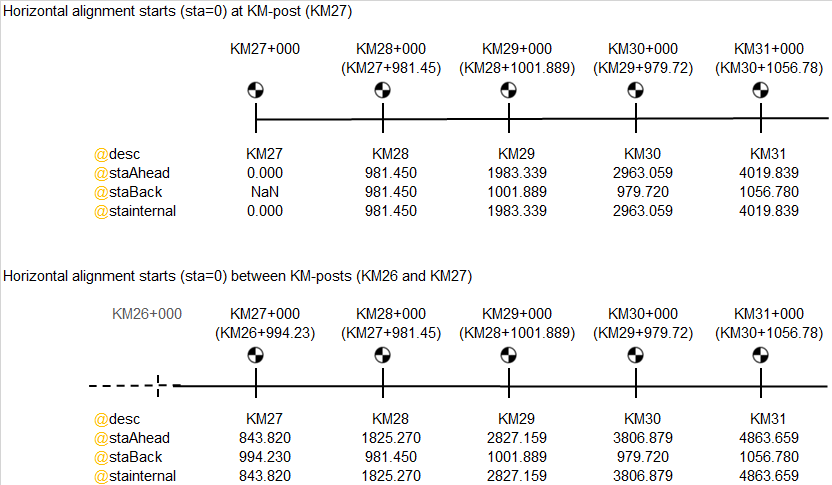 Horizontal alignment starts (sta=0) at KM-post (KM27)
KM27+000 KM28+000 KM29+000 KM30+000 KM31+000
(KM27+981.45) (KM28+1001.889) (KM29+979.72) (KM30+1056.78)
@desc KM27 KM28 KM29 KM30 KM31
@staAhead 0.000 981.450 1983.339 2963.059 4019.839
@staBack NaN 981.450 1001.889 979.720 1056.780
@stainternal 0.000 981.450 1983.339 2963.059 4019.839
Horizontal alignment starts (sta=0) between KM-posts (KM26 and KM27)
KM26+000 KM27+000 KM28+000 KM29+000 KM30+000 KM31+000
(KM26+994.23) (KM27+981.45) (KM28+1001.889) (KM29+979.72) (KM30+1056.78)
@desc KM27 KM28 KM29 KM30 KM31
@staAhead 843.820 1825.270 2827.159 3806.879 4863.659
@staBack 994.230 981.450 1001.889 979.720 1056.780
@stainternal 843.820 1825.270 2827.159 3806.879 4863.659